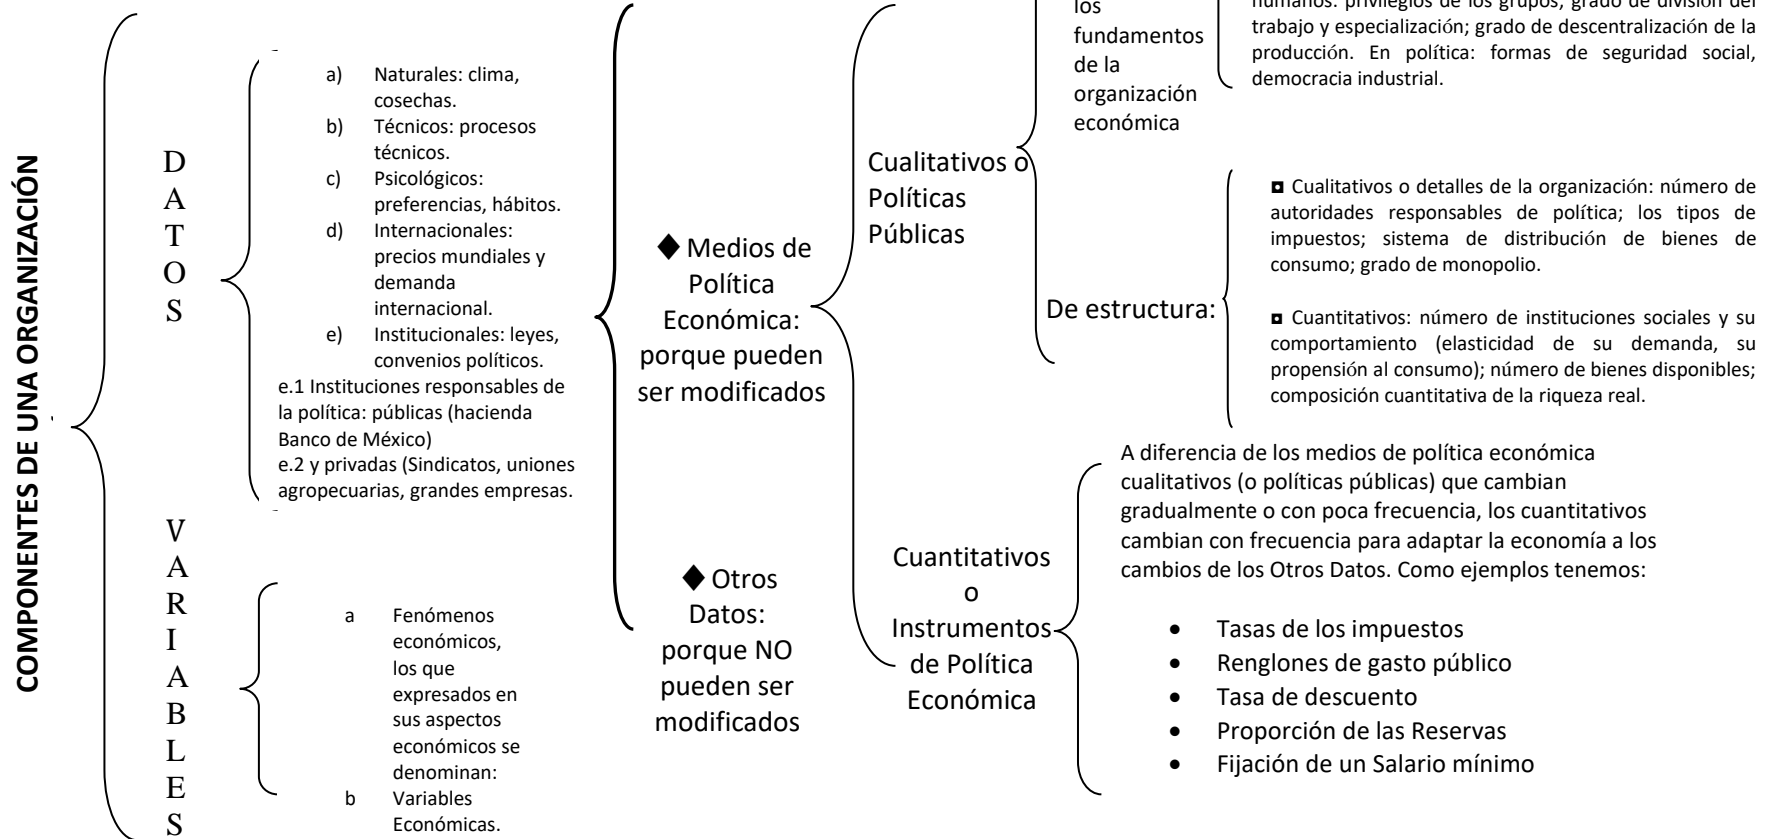 COMPONENTES DE UNA ORGANIZACIÓN
D
A
T
O
S
a) Naturales: clima,
cosechas.
b) Técnicos: procesos
técnicos.
c) Psicológicos:
preferencias, hábitos.
d) Internacionales:
precios mundiales y
demanda
internacional.
e) Institucionales: leyes,
convenios políticos.
e.1 Instituciones responsables de
la política: públicas (hacienda
Banco de México)
e.2 y privadas (Sindicatos, uniones
agropecuarias, grandes empresas.
V
A
R
I
A
B
L
E
S
a Fenómenos
económicos,
los que
expresados en
sus aspectos
económicos se
denominan:
b Variables
Económicas.
◆ Medios de
Política
Económica:
porque pueden
ser modificados
◆ Otros
Datos:
porque NO
pueden ser
modificados
Cualitativos o
Políticas
Públicas
los
fundamentos
de la
organización
económica
humanos: privilegios de los grupos, grado de división del
trabajo y especialización; grado de descentralización de la
producción. En política: formas de seguridad social,
democracia industrial.
De estructura:
◘ Cualitativos o detalles de la organización: número de
autoridades responsables de política; los tipos de
impuestos; sistema de distribución de bienes de
consumo; grado de monopolio.
◘ Cuantitativos: número de instituciones sociales y su
comportamiento (elasticidad de su demanda, su
propensión al consumo); número de bienes disponibles;
composición cuantitativa de la riqueza real.
Cuantitativos
o
Instrumentos
de Política
Económica
A diferencia de los medios de política económica
cualitativos (o políticas públicas) que cambian
gradualmente o con poca frecuencia, los cuantitativos
cambian con frecuencia para adaptar la economía a los
cambios de los Otros Datos. Como ejemplos tenemos:
• Tasas de los impuestos
• Renglones de gasto público
• Tasa de descuento
• Proporción de las Reservas
• Fijación de un Salario mínimo